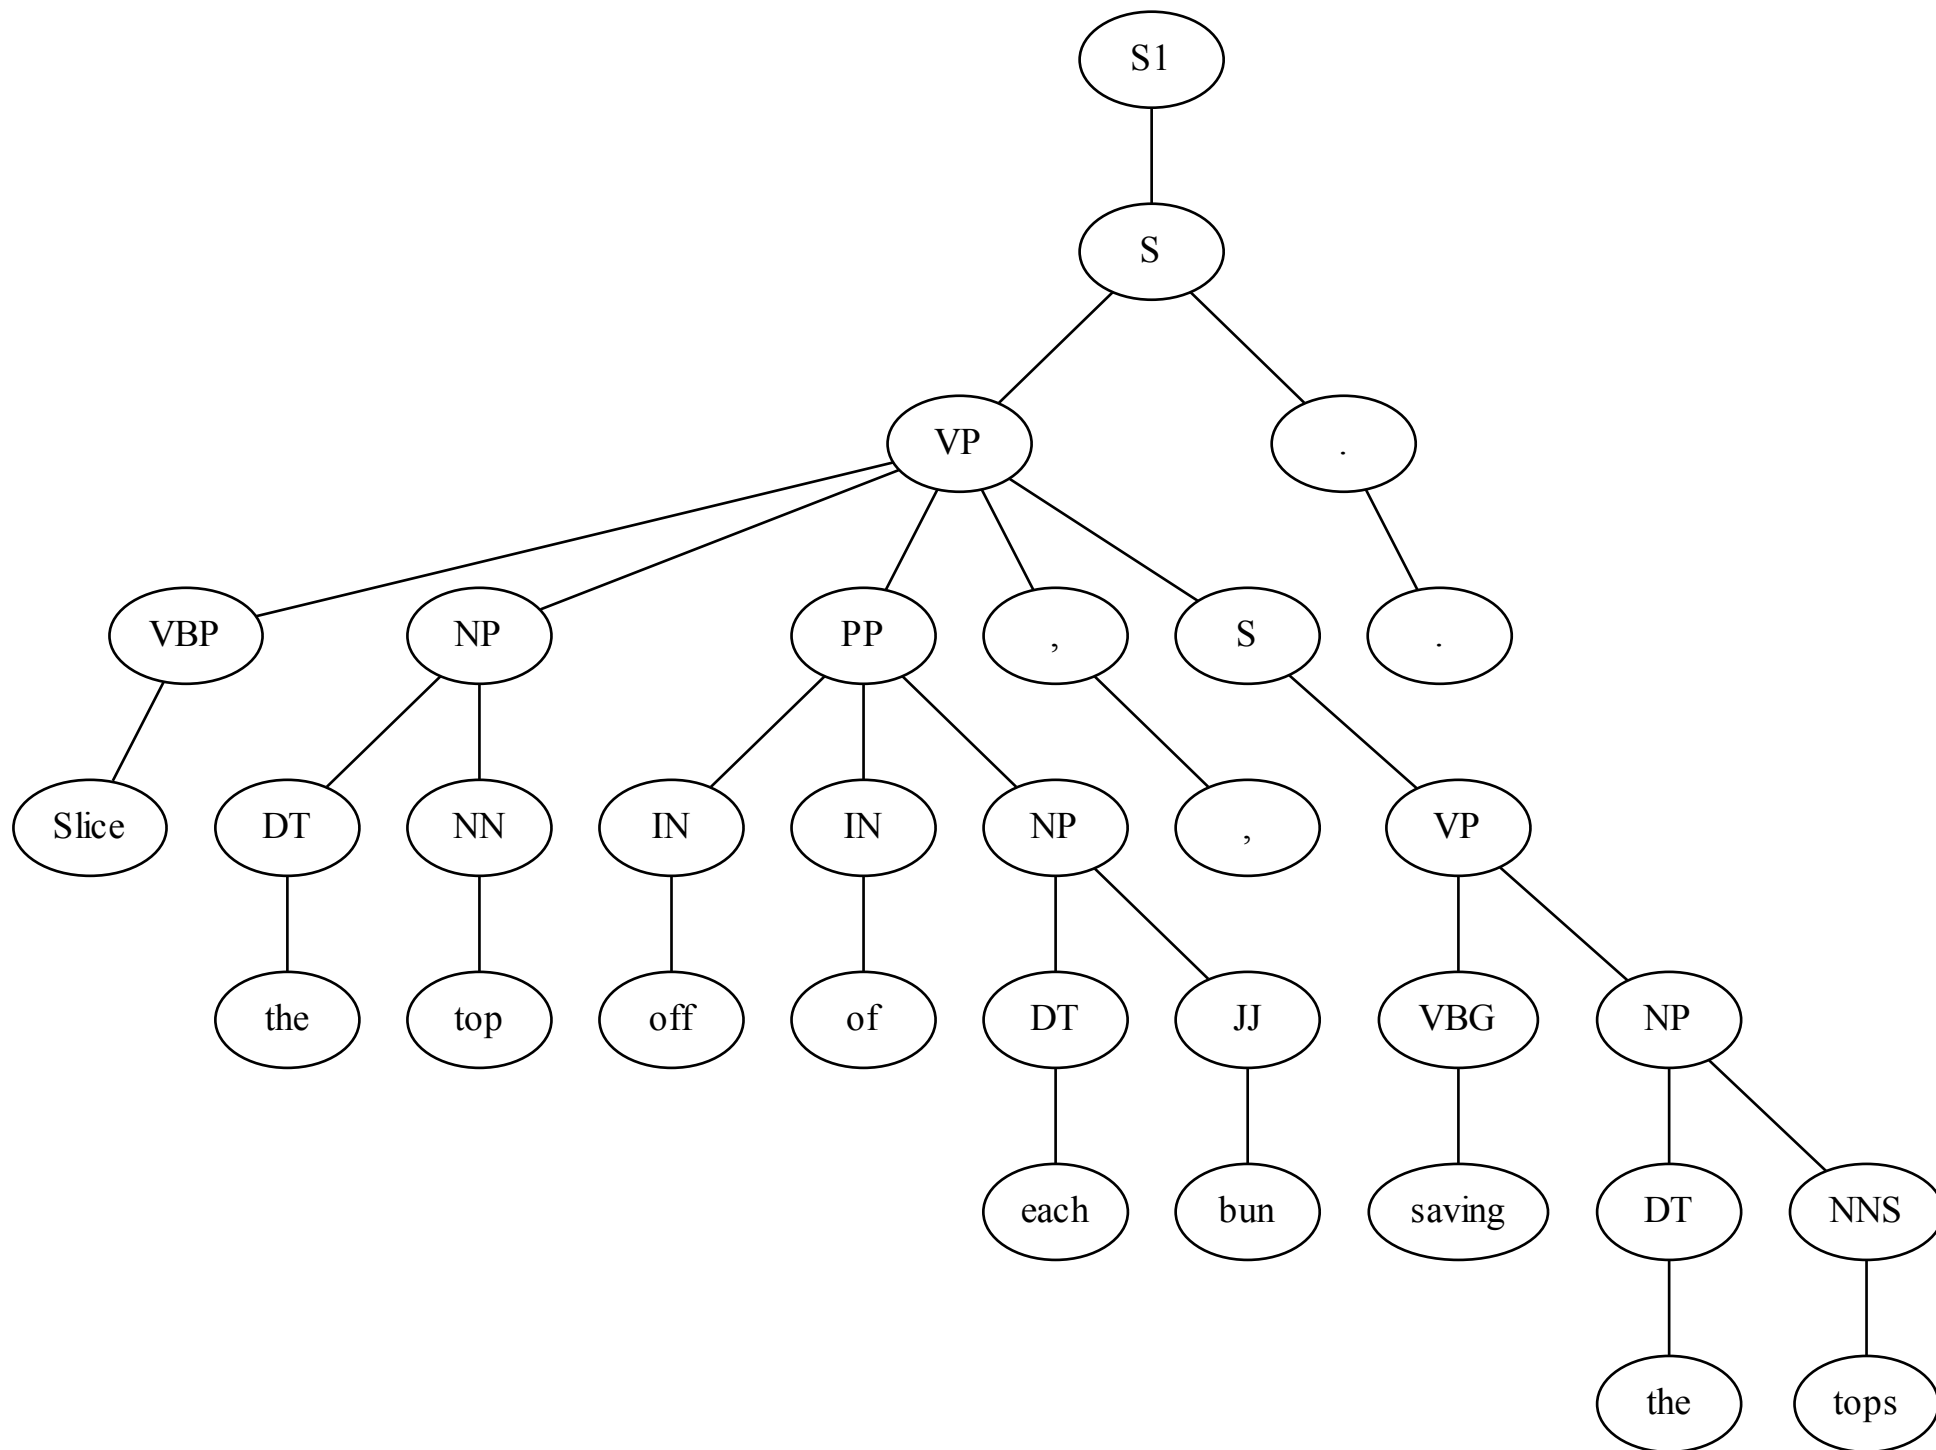 S1
S
VP .
VBP NP PP , S .
Slice DT NN IN IN NP , VP
the top off of DT JJ VBG NP
each bun saving DT NNS
the tops